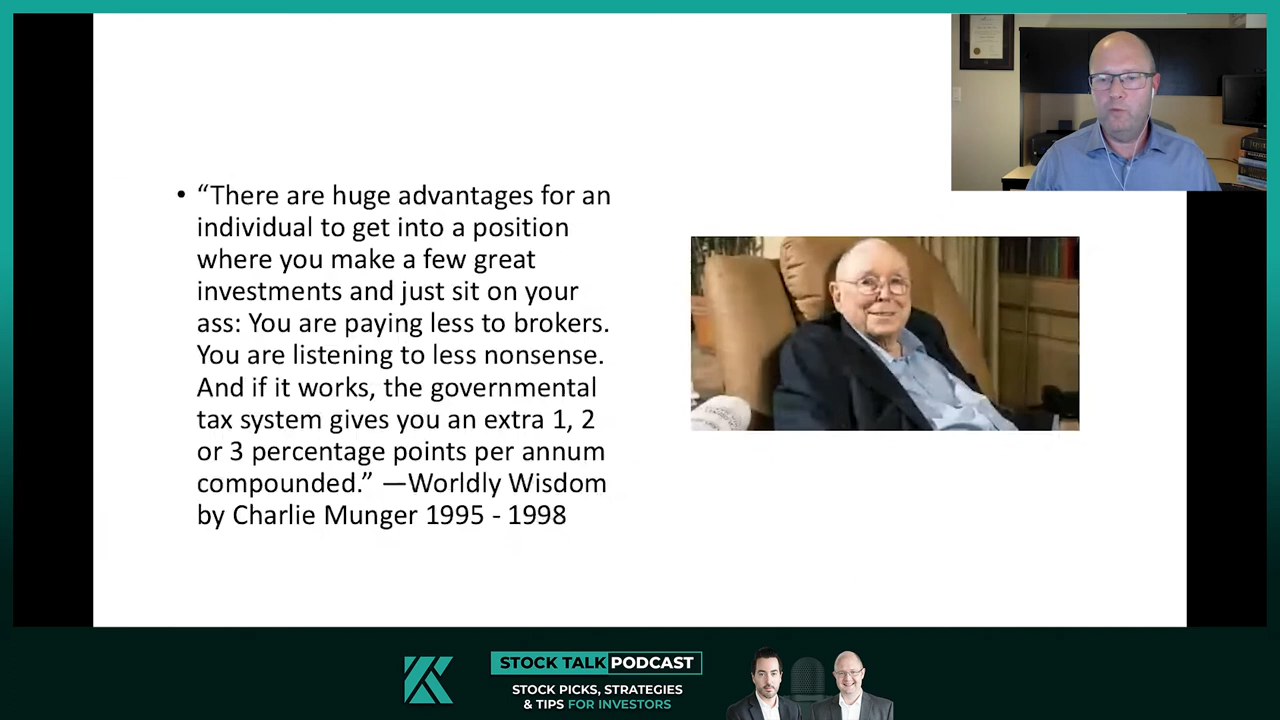 • “There are huge advantages for an
individual to get into a position
where you make a few great
investments and just sit on your
ass: You are paying less to brokers.
You are listening to less nonsense.
And if it works, the governmental
tax system gives you an extra 1, 2
or 3 percentage points per annum
compounded.” —Worldly Wisdom
by Charlie Munger 1995 - 1998
STOCK TALK PODCAST
STOCK PICKS, STRATEGIES
& TIPS FOR INVESTORS